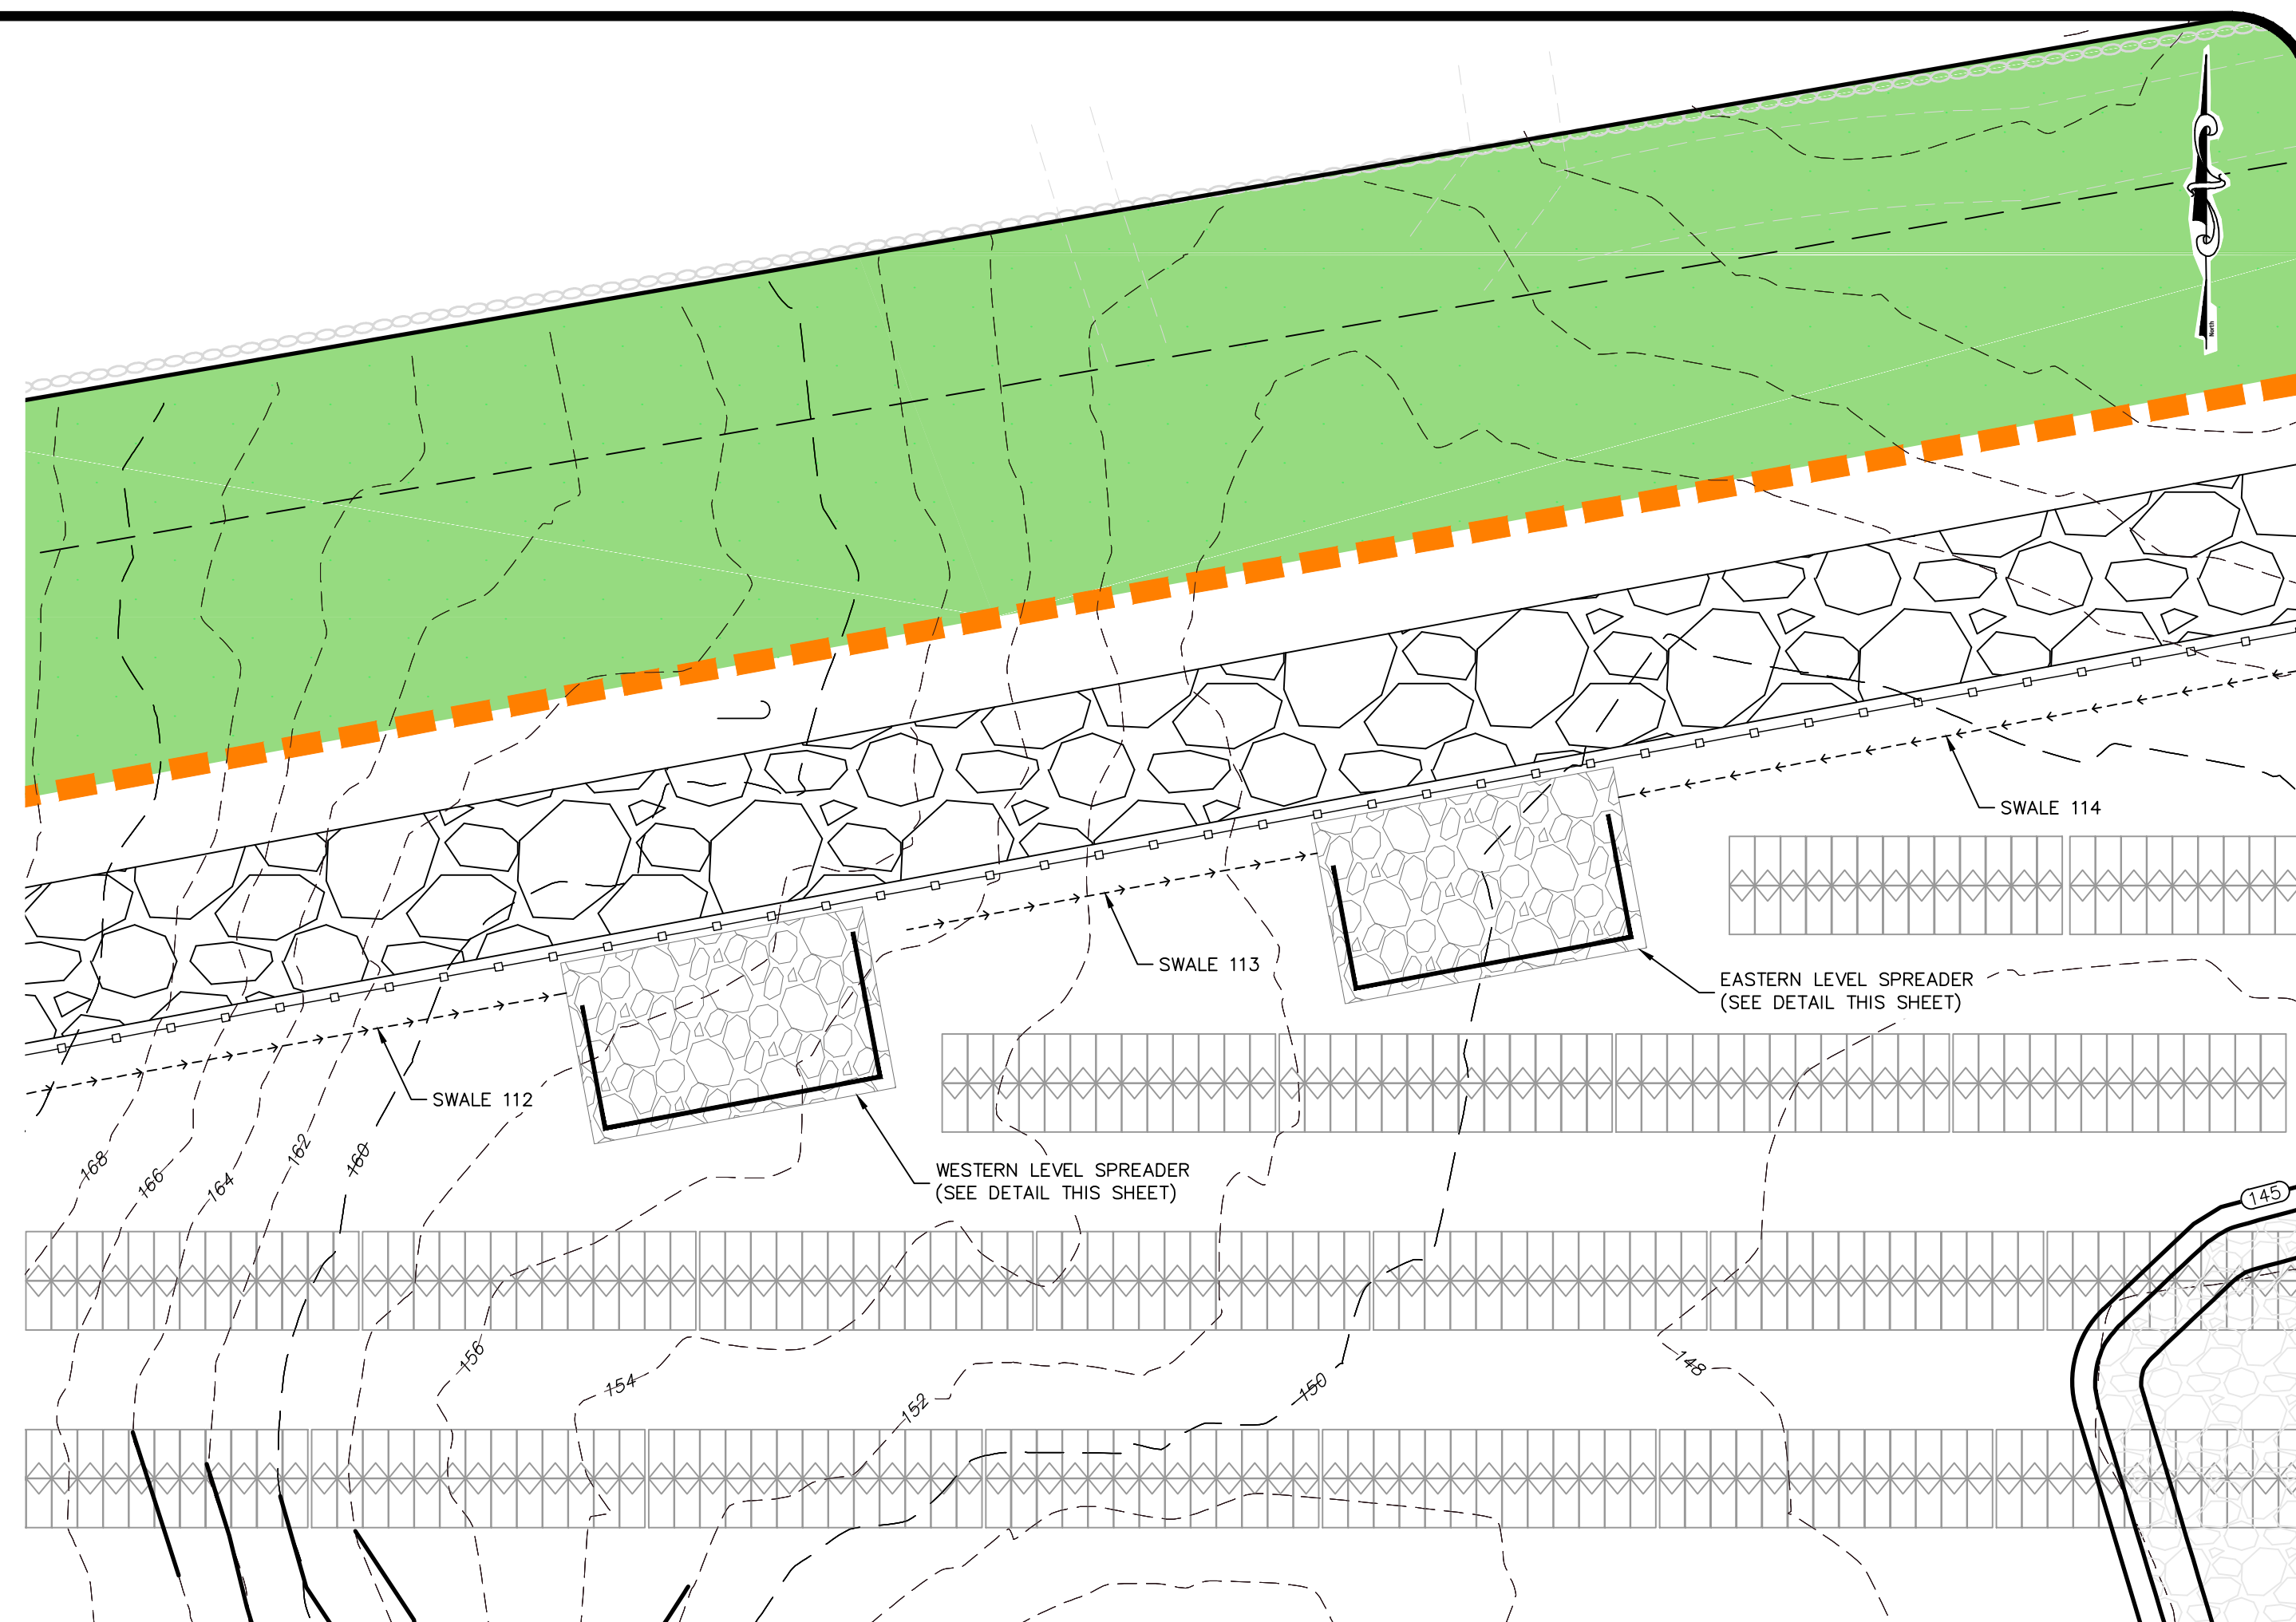 North
SWALE 114
SWALE 113
EASTERN LEVEL SPREADER
(SEE DETAIL THIS SHEET)
SWALE 112
WESTERN LEVEL SPREADER
(SEE DETAIL THIS SHEET)
168
166
164
162
160
145
156
154
152
150
148